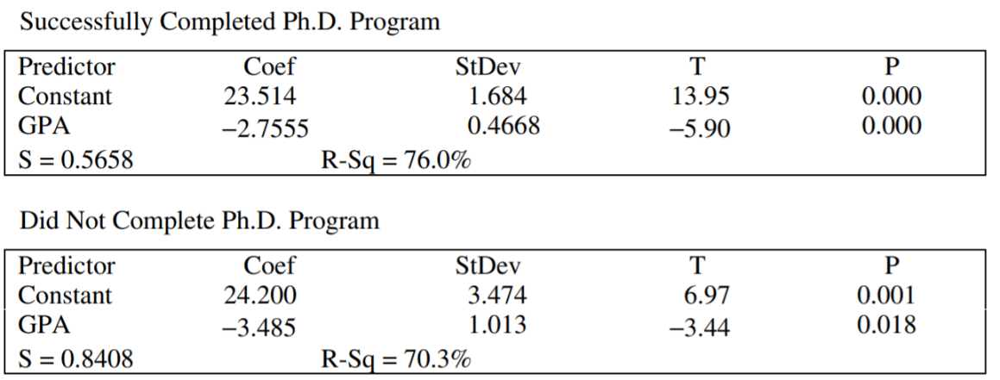 Successfully Completed Ph.D. Program
Predictor Coef StDev T P
Constant 23.514 1.684 13.95 0.000
GPA –2.7555 0.4668 –5.90 0.000
S = 0.5658 R-Sq = 76.0%
Did Not Complete Ph.D. Program
Predictor Coef StDev T P
Constant 24.200 3.474 6.97 0.001
GPA –3.485 1.013 –3.44 0.018
S = 0.8408 R-Sq = 70.3%